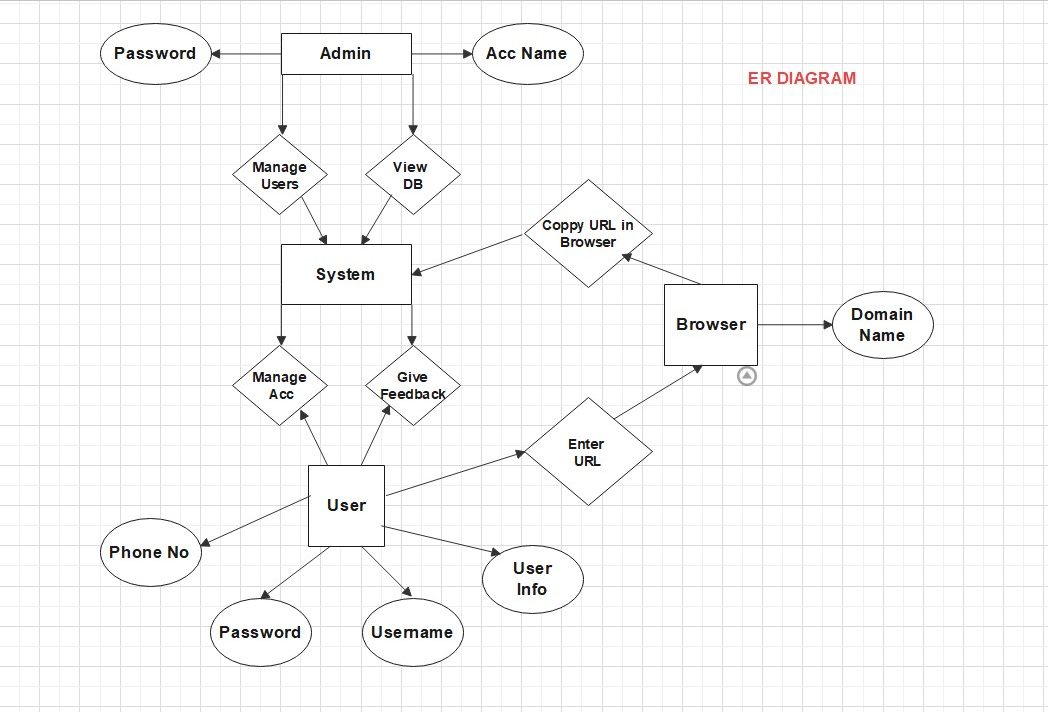 Password
Admin
Acc Name
ER DIAGRAM
Manage
Users
View
DB
Coppy URL in
Browser
System
Browser
Domain
Name
Manage
Acc
Give
Feedback
Enter
URL
User
Phone No
User
Info
Password
Username